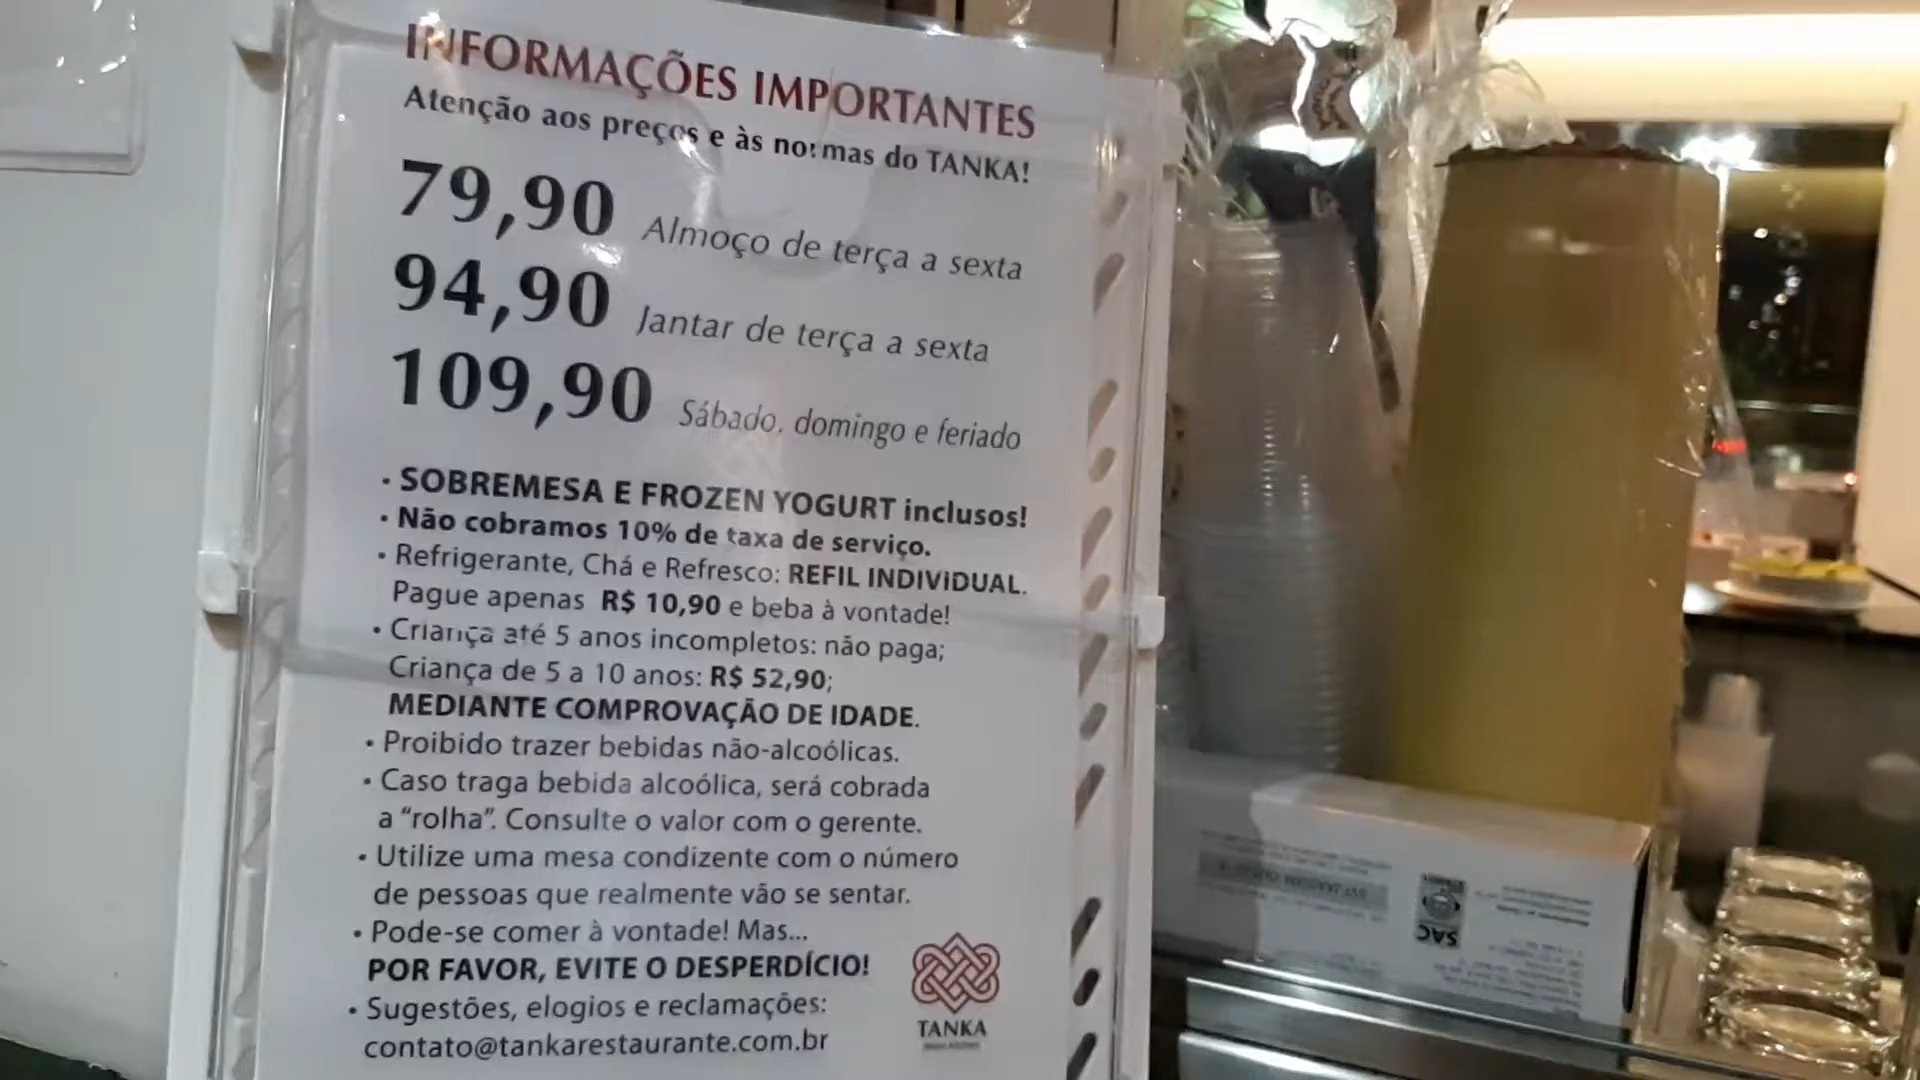 INFORMAÇÕES IMPORTANTES
Atenção aos preços e às normas do TANKA!
79,90 Almoço de terça a sexta
94,90 Jantar de terça a sexta
109,90 Sábado, domingo e feriado
• SOBREMESA E FROZEN YOGURT inclusos!
• Não cobramos 10% de taxa de serviço.
• Refrigerante, Chá e Refresco: REFIL INDIVIDUAL.
Pague apenas R$ 10,90 e beba à vontade!
• Criança até 5 anos incompletos: não paga;
Criança de 5 a 10 anos: R$ 52,90;
MEDIANTE COMPROVAÇÃO DE IDADE.
• Proibido trazer bebidas não-alcoólicas.
• Caso traga bebida alcoólica, será cobrada
a “rolha”. Consulte o valor com o gerente.
• Utilize uma mesa condizente com o número
de pessoas que realmente vão se sentar.
• Pode-se comer à vontade! Mas...
POR FAVOR, EVITE O DESPERDÍCIO!
• Sugestões, elogios e reclamações:
contato@tankarestaurante.com.br
TANKA
SAC